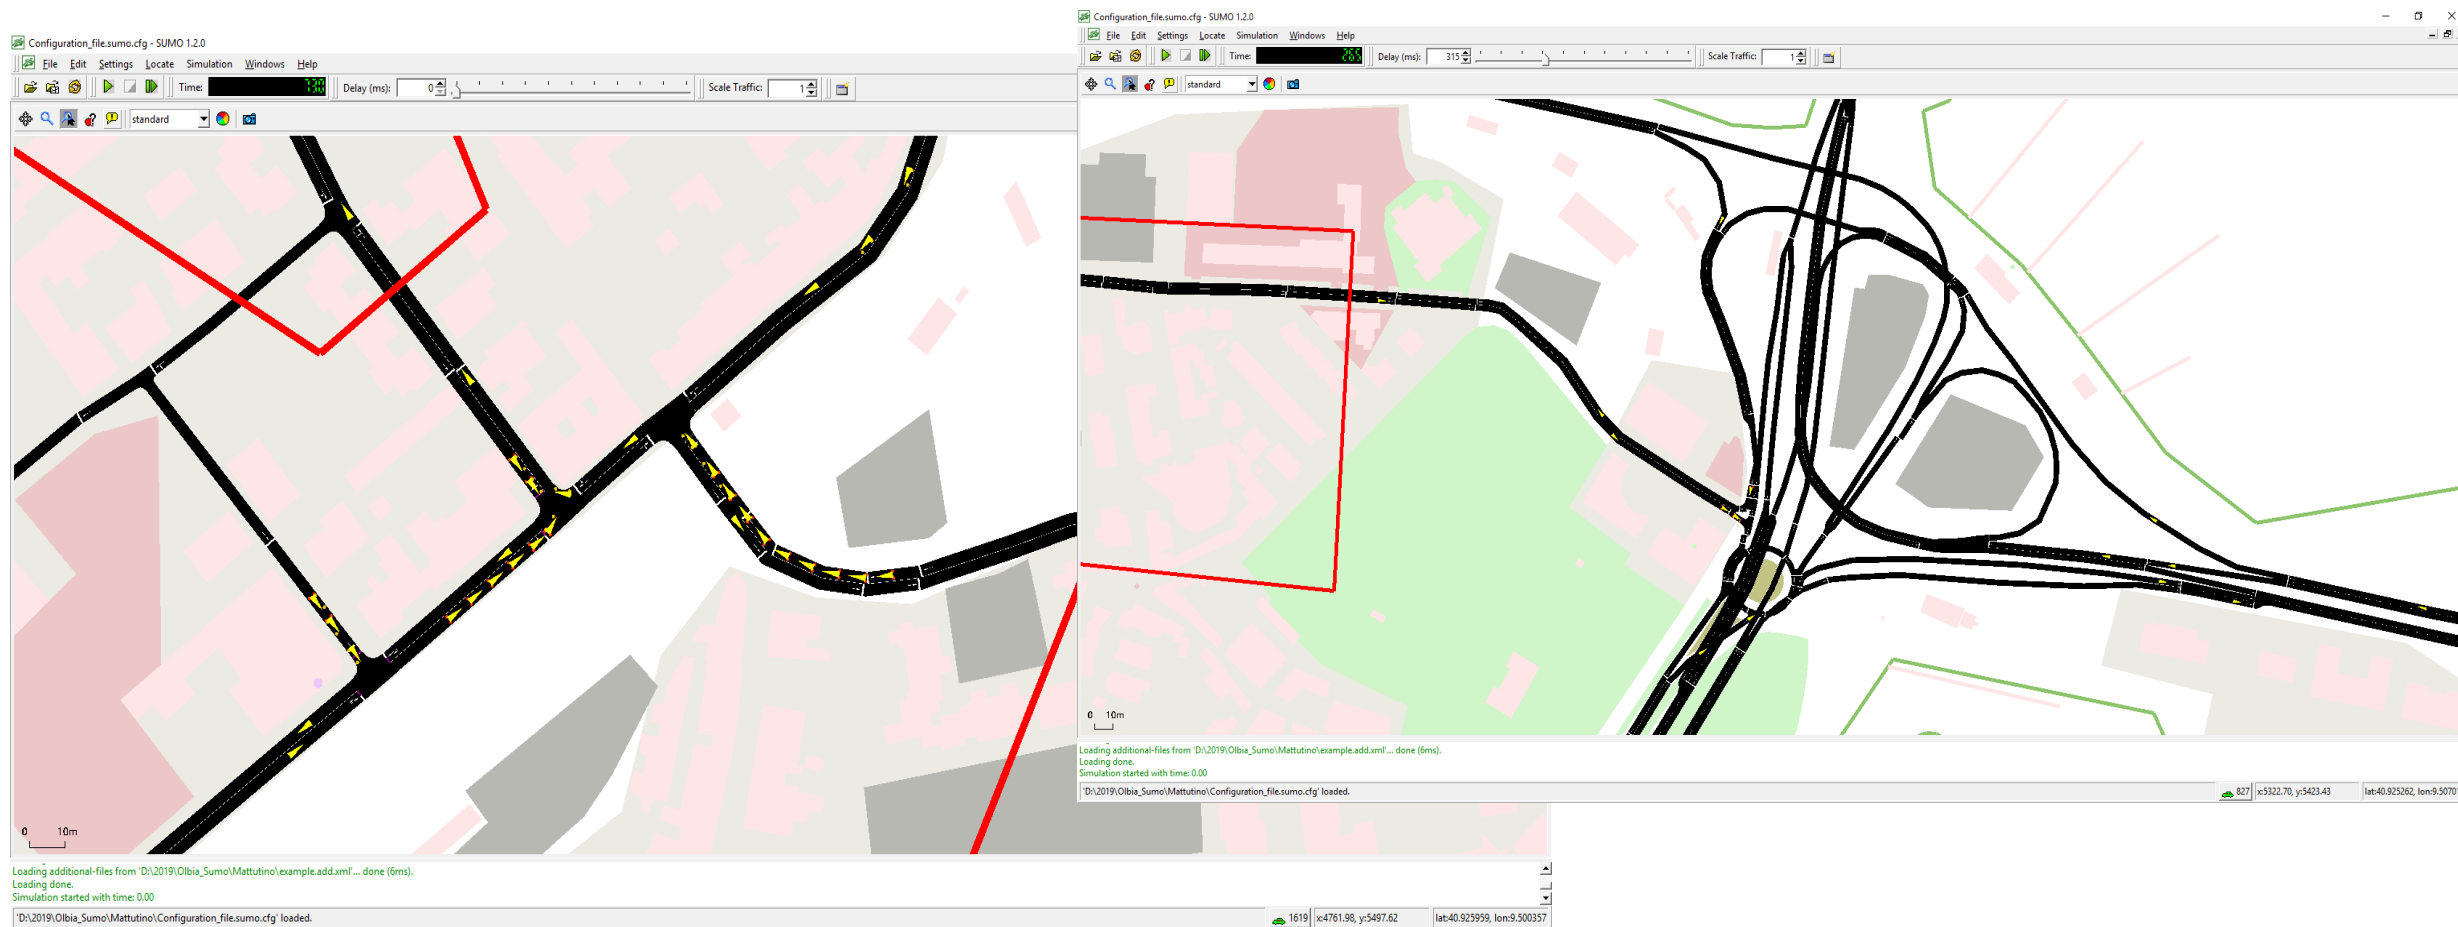 Configuration_file.sumo.cfg - SUMO 1.2.0
File Edit Settings Locate Simulation Windows Help
Time: 730 Delay (ms): 0 Scale Traffic: 1
standard
0 10m
Loading additional-files from 'D:\2019\Olbia_Sumo\Mattutino\example.add.xml'... done (6ms).
Loading done.
Simulation started with time: 0.00
'D:\2019\Olbia_Sumo\Mattutino\Configuration_file.sumo.cfg' loaded.
1619 x:4761.98, y:5497.62 lat:40.925959, lon:9.500357
Configuration_file.sumo.cfg - SUMO 1.2.0
File Edit Settings Locate Simulation Windows Help
Time: 265 Delay (ms): 315 Scale Traffic: 1
standard
0 10m
Loading additional-files from 'D:\2019\Olbia_Sumo\Mattutino\example.add.xml'... done (6ms).
Loading done.
Simulation started with time: 0.00
'D:\2019\Olbia_Sumo\Mattutino\Configuration_file.sumo.cfg' loaded.
827 x:5322.70, y:5423.43 lat:40.925262, lon:9.5070